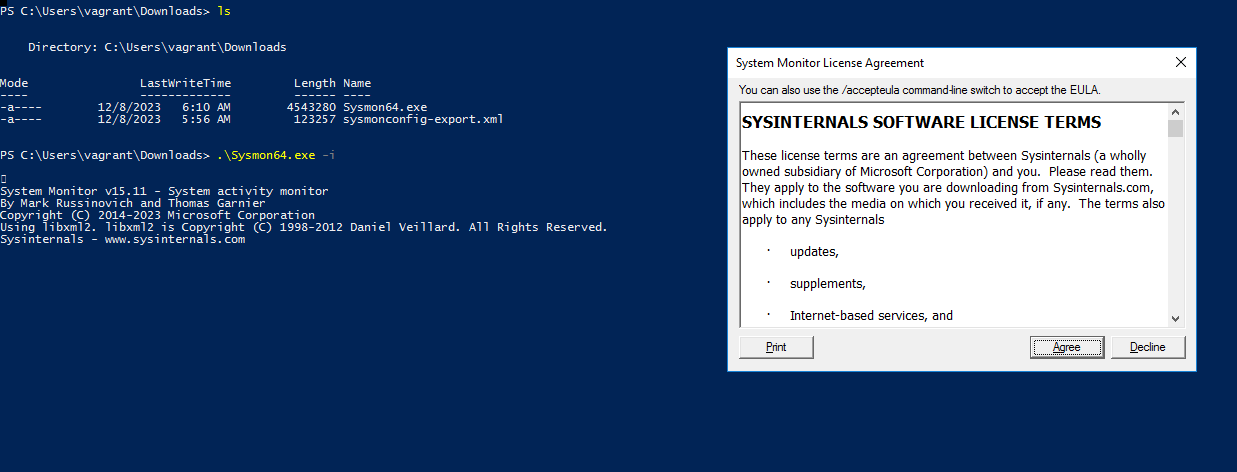 PS C:\Users\vagrant\Downloads> ls
Directory: C:\Users\vagrant\Downloads
Mode                LastWriteTime         Length Name
----                -------------         ------ ----
-a----        12/8/2023   6:10 AM        4543280 Sysmon64.exe
-a----        12/8/2023   5:56 AM         123257 sysmonconfig-export.xml
PS C:\Users\vagrant\Downloads> .\Sysmon64.exe -i
System Monitor v15.11 - System activity monitor
By Mark Russinovich and Thomas Garnier
Copyright (C) 2014-2023 Microsoft Corporation
Using libxml2. libxml2 is Copyright (C) 1998-2012 Daniel Veillard. All Rights Reserved.
Sysinternals - www.sysinternals.com
System Monitor License Agreement
You can also use the /accepteula command-line switch to accept the EULA.
SYSINTERNALS SOFTWARE LICENSE TERMS
These license terms are an agreement between Sysinternals (a wholly
owned subsidiary of Microsoft Corporation) and you.  Please read them.
They apply to the software you are downloading from Sysinternals.com,
which includes the media on which you received it, if any.  The terms also
apply to any Sysinternals
· updates,
· supplements,
· Internet-based services, and
Print
Agree
Decline